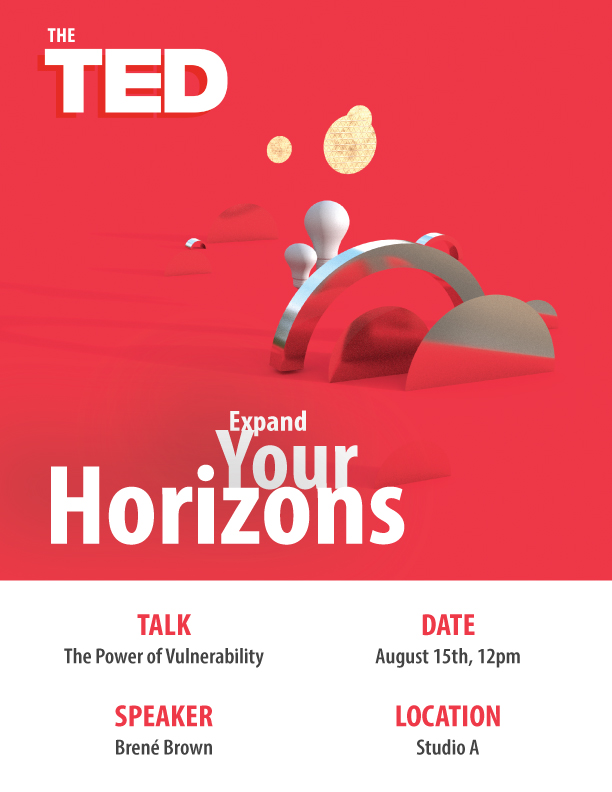 THE
TED
Expand
Your
Horizons
TALK
The Power of Vulnerability
DATE
August 15th, 12pm
SPEAKER
Brené Brown
LOCATION
Studio A